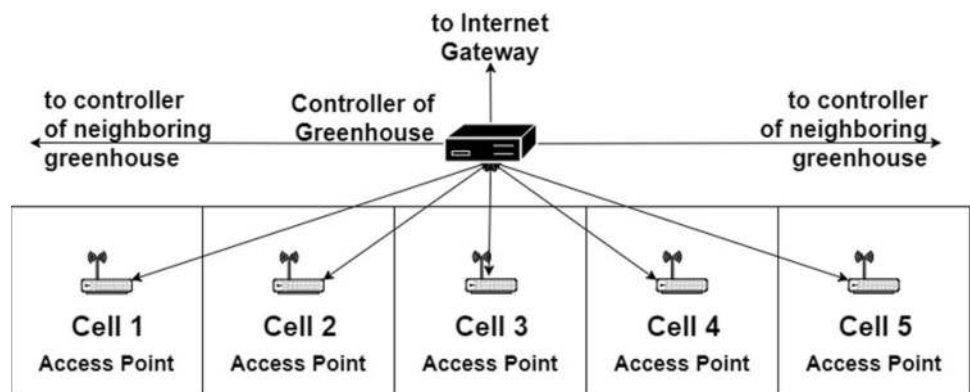 to Internet
Gateway
to controller
of neighboring
greenhouse
Controller of
Greenhouse
to controller
of neighboring
greenhouse
Cell 1
Access Point
Cell 2
Access Point
Cell 3
Access Point
Cell 4
Access Point
Cell 5
Access Point